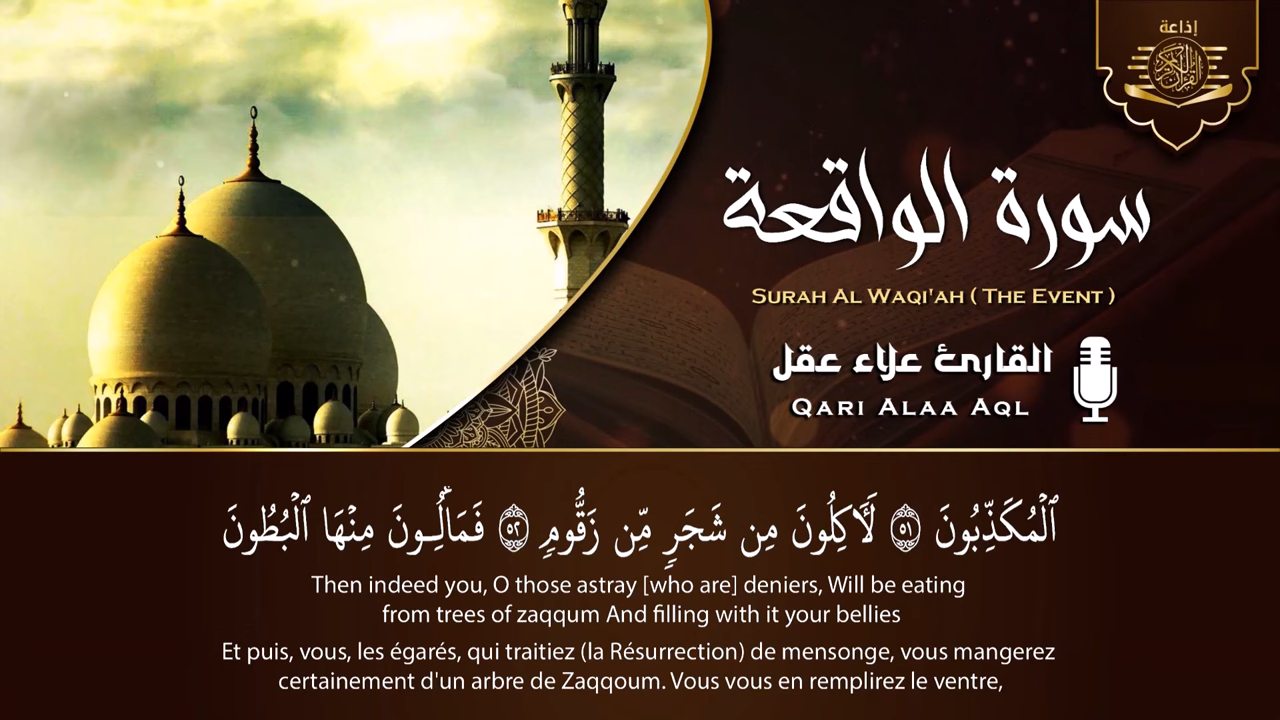 إذاعة
القرآن الكريم
سورة الواقعة
SURAH AL WAQI'AH ( THE EVENT )
القارئ علاء عقل
QARI ALAA AQL
ٱلۡمُكَذِّبُونَ ٥١ لَأٓكِلُونَ مِن شَجَرٖ مِّن زَقُّومٖ ٥٢ فَمَالِـُٔونَ مِنۡهَا ٱلۡبُطُونَ
Then indeed you, O those astray [who are] deniers, Will be eating
from trees of zaqqum And filling with it your bellies
Et puis, vous, les égarés, qui traitiez (la Résurrection) de mensonge, vous mangerez
certainement d'un arbre de Zaqqoum. Vous vous en remplirez le ventre,